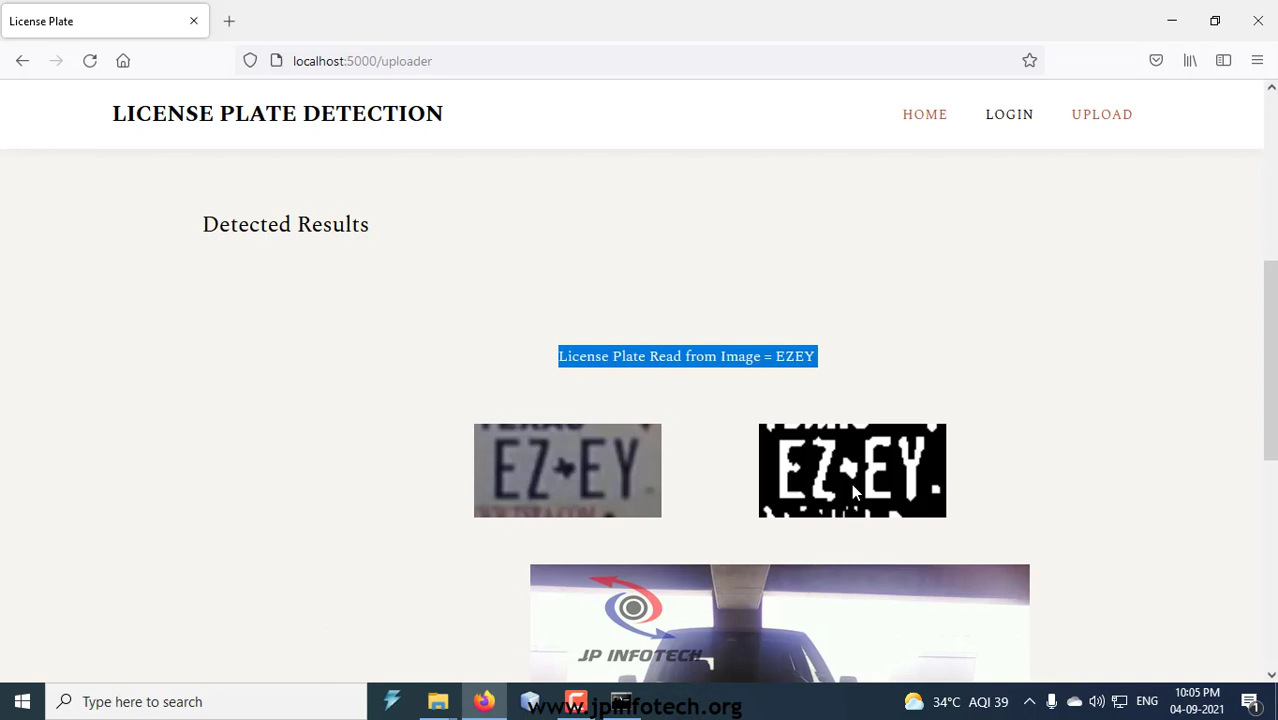 License Plate
localhost:5000/uploader
LICENSE PLATE DETECTION
HOME LOGIN UPLOAD
Detected Results
License Plate Read from Image = EZEY
TEXAS
EZ EY
EZ EY
JP INFOTECH
Type here to search
34°C AQI 39
ENG
10:05 PM
04-09-2021
1
www.jpinfotech.org